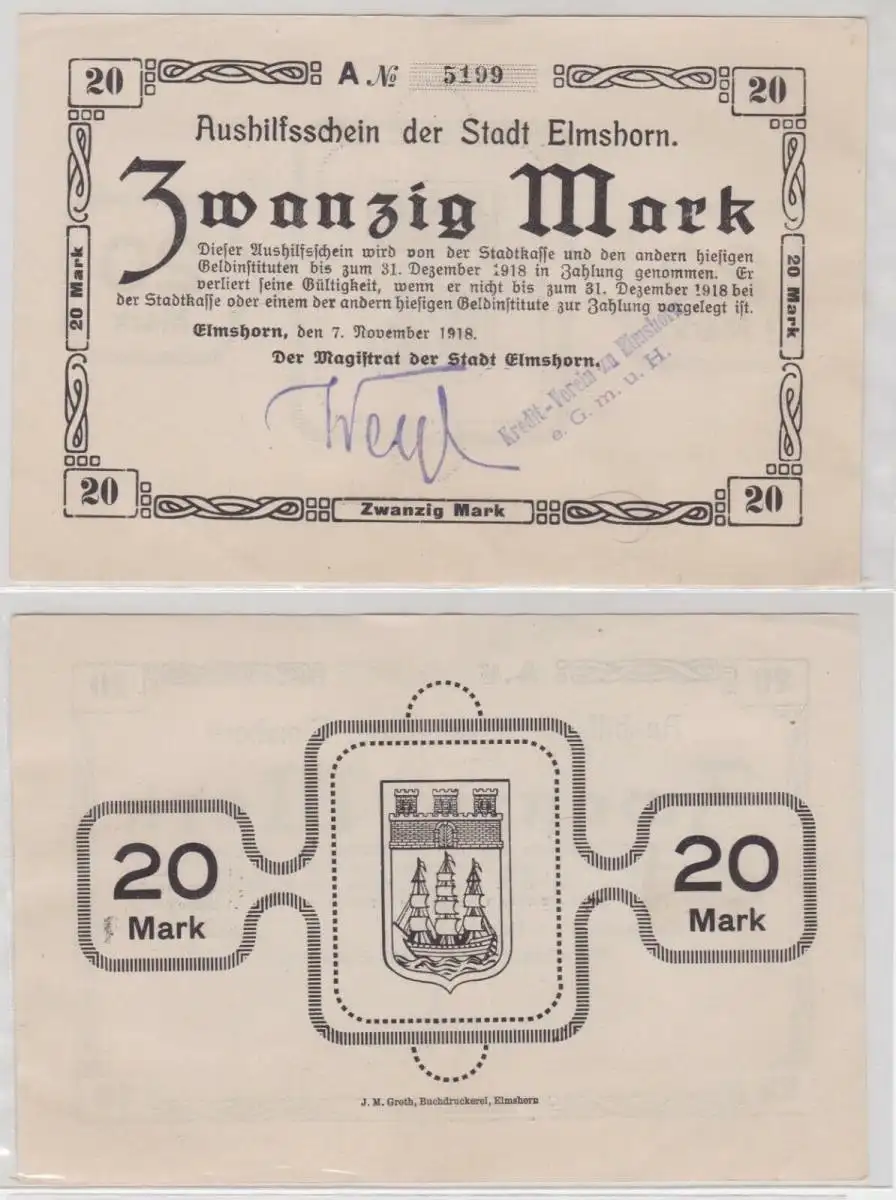 20
A № 5199
20
Aushilfsschein der Stadt Elmshorn.
Zwanzig Mark
Dieser Aushilfsschein wird von der Stadtkasse und den andern hiesigen
Geldinstituten bis zum 31. Dezember 1918 in Zahlung genommen. Er
verliert seine Gültigkeit, wenn er nicht bis zum 31. Dezember 1918 bei
der Stadtkasse oder einem der andern hiesigen Geldinstitute zur Zahlung vorgelegt ist.
Elmshorn, den 7. November 1918.
Der Magistrat der Stadt Elmshorn.
Kredit-Verein zu Elmshorn
e. G. m. u. H.
20 Mark
20 Mark
20
Zwanzig Mark
20
20
Mark
20
Mark
J. M. Groth, Buchdruckerei, Elmshorn